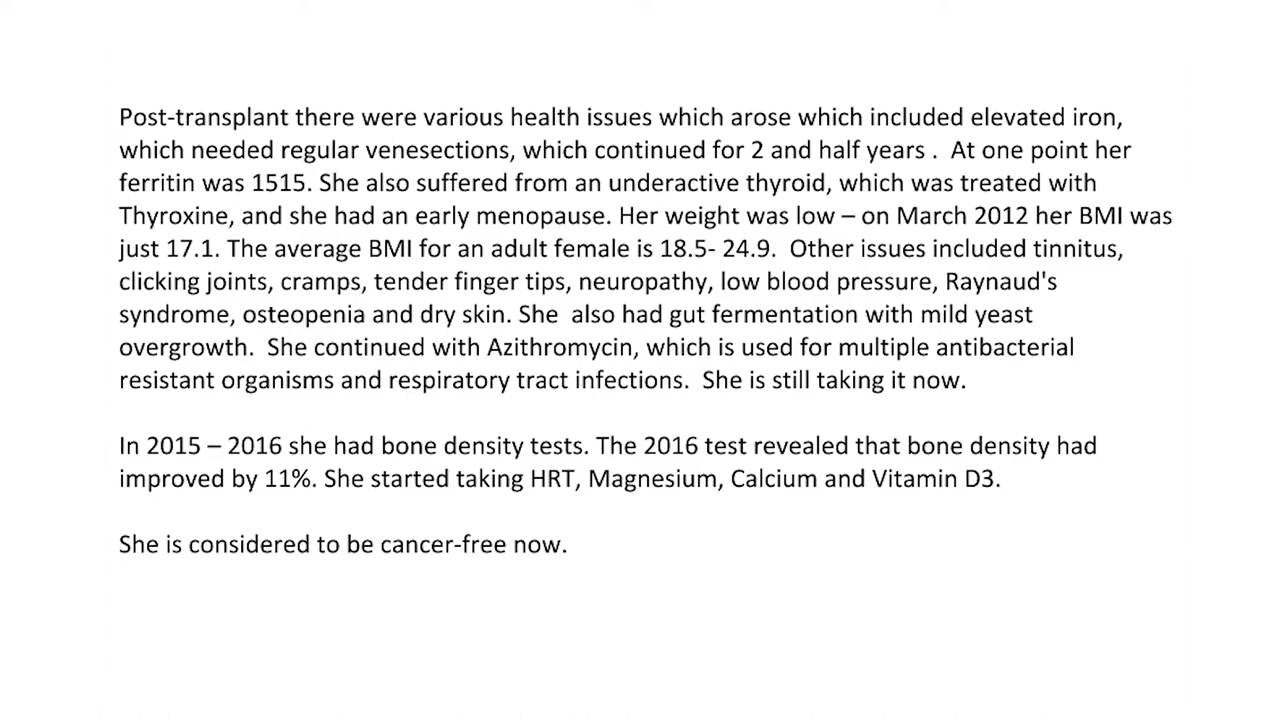 Post-transplant there were various health issues which arose which included elevated iron,
which needed regular venesections, which continued for 2 and half years .  At one point her
ferritin was 1515. She also suffered from an underactive thyroid, which was treated with
Thyroxine, and she had an early menopause. Her weight was low – on March 2012 her BMI was
just 17.1. The average BMI for an adult female is 18.5- 24.9.  Other issues included tinnitus,
clicking joints, cramps, tender finger tips, neuropathy, low blood pressure, Raynaud's
syndrome, osteopenia and dry skin. She  also had gut fermentation with mild yeast
overgrowth.  She continued with Azithromycin, which is used for multiple antibacterial
resistant organisms and respiratory tract infections.  She is still taking it now.

In 2015 – 2016 she had bone density tests. The 2016 test revealed that bone density had
improved by 11%. She started taking HRT, Magnesium, Calcium and Vitamin D3.

She is considered to be cancer-free now.